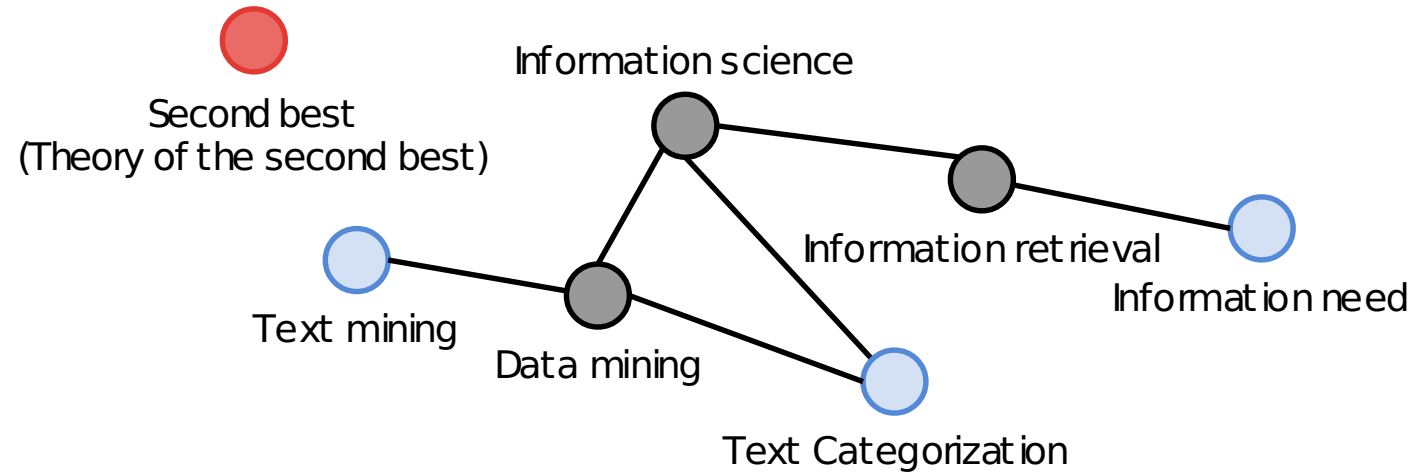 Information science
Second best
(Theory of the second best)
Information retrieval
Information need
Text mining
Data mining
Text Categorization